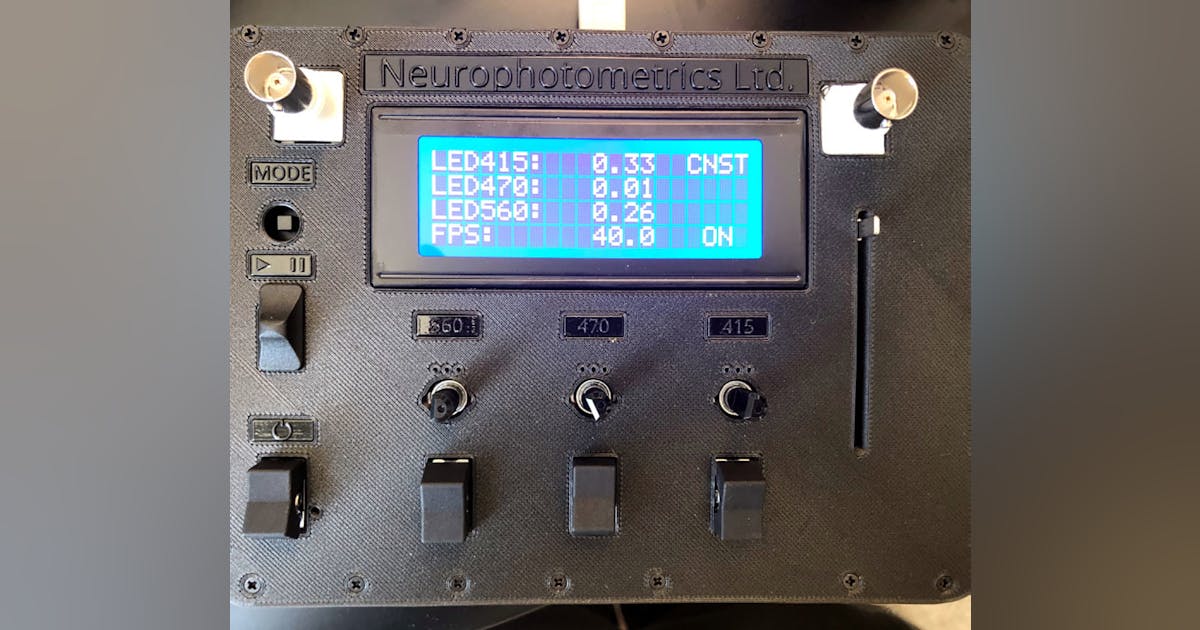 Neurophotometrics Ltd.
LED415: 0.33 CNST
LED470: 0.01
LED560: 0.26
FPS: 40.0 ON
MODE
560
470
415